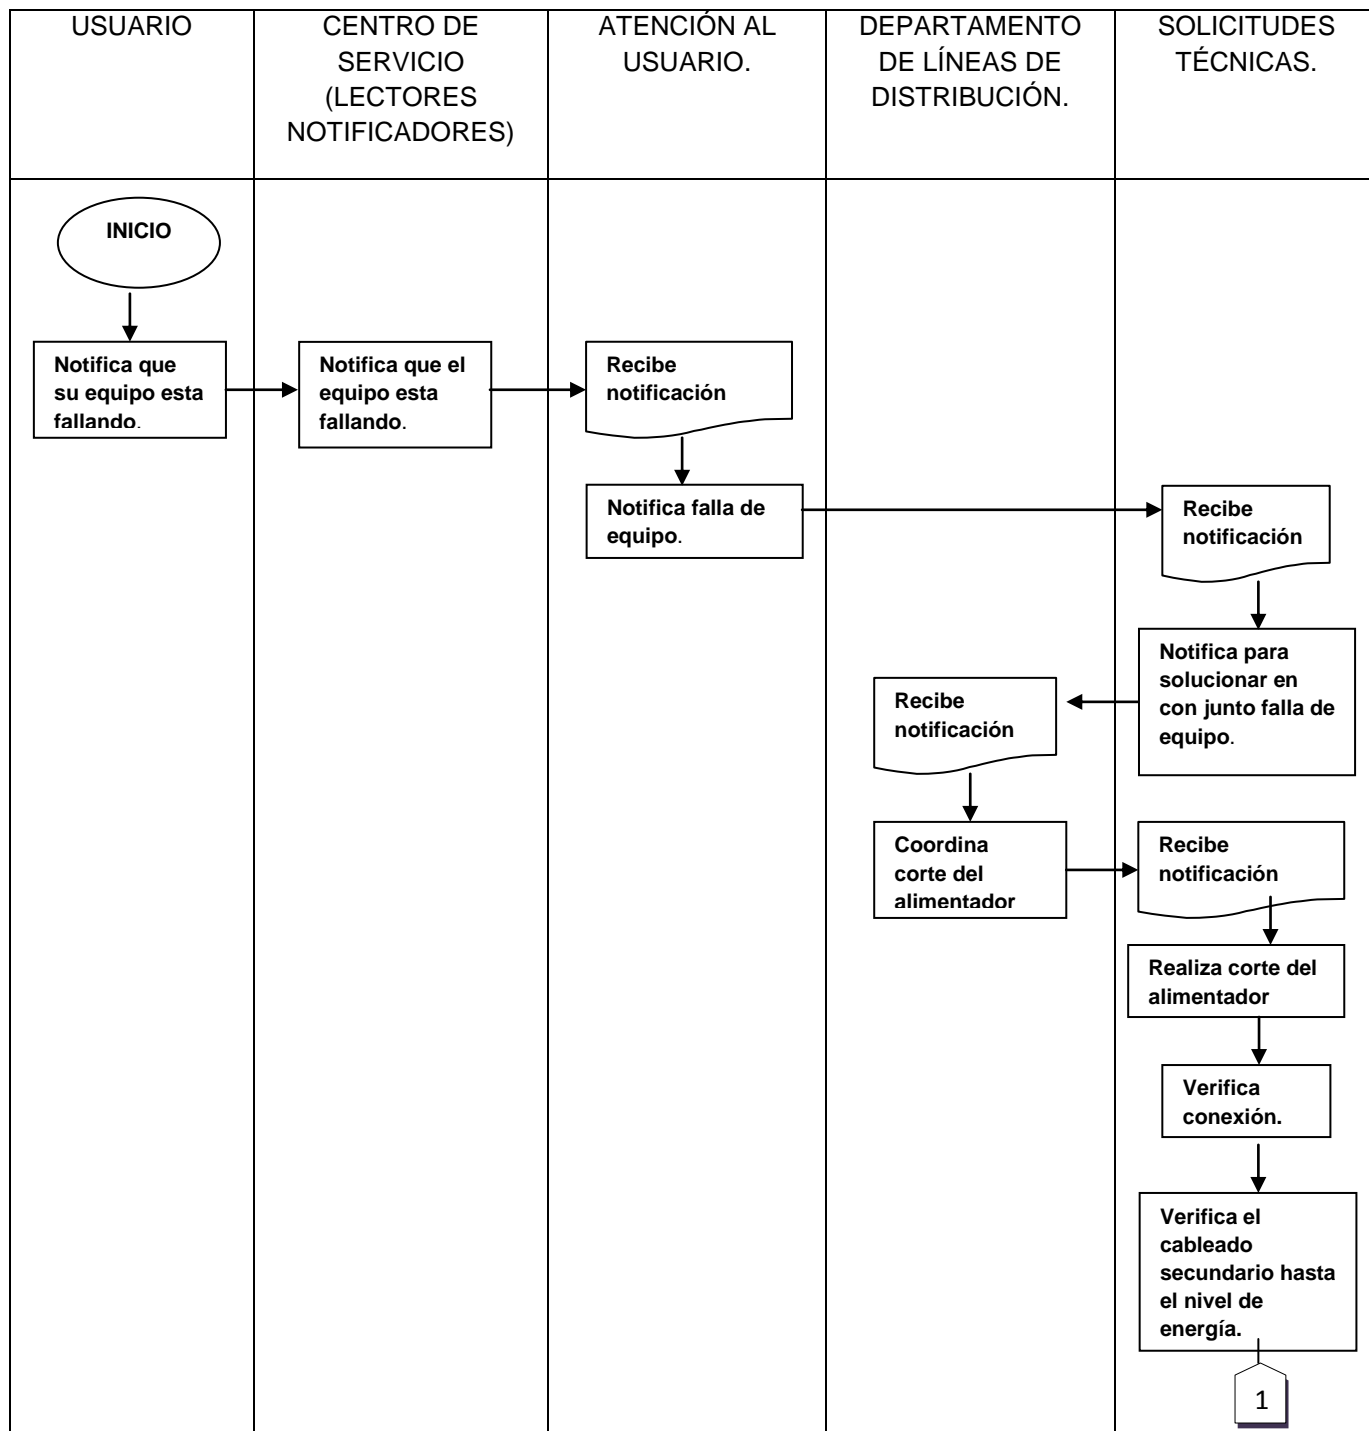 USUARIO
CENTRO DE
SERVICIO
(LECTORES
NOTIFICADORES)
ATENCIÓN AL
USUARIO.
DEPARTAMENTO
DE LÍNEAS DE
DISTRIBUCIÓN.
SOLICITUDES
TÉCNICAS.
INICIO
Notifica que
su equipo esta
fallando.
Notifica que el
equipo esta
fallando.
Recibe
notificación
Notifica falla de
equipo.
Recibe
notificación
Notifica para
solucionar en
con junto falla de
equipo.
Recibe
notificación
Coordina
corte del
alimentador
Recibe
notificación
Realiza corte del
alimentador
Verifica
conexión.
Verifica el
cableado
secundario hasta
el nivel de
energía.
1